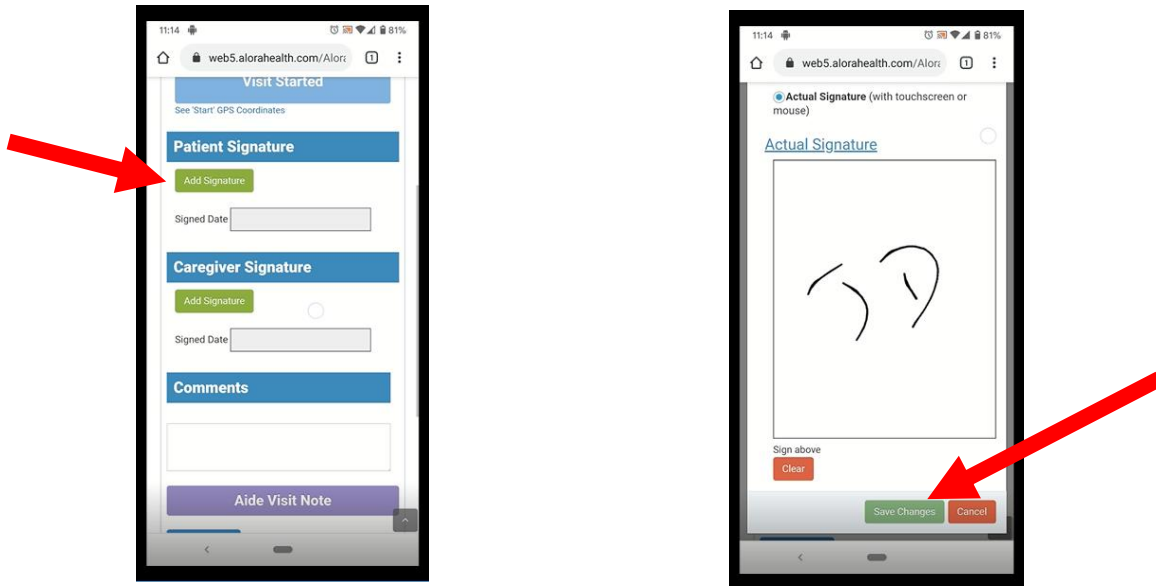 11:14 81%
web5.alorahealth.com/Alora 1
Visit Started
See 'Start' GPS Coordinates
Patient Signature
Add Signature
Signed Date
Caregiver Signature
Add Signature
Signed Date
Comments
Aide Visit Note
11:14 81%
web5.alorahealth.com/Alora 1
Actual Signature (with touchscreen or
mouse)
Actual Signature
Sign above
Clear
Save Changes Cancel